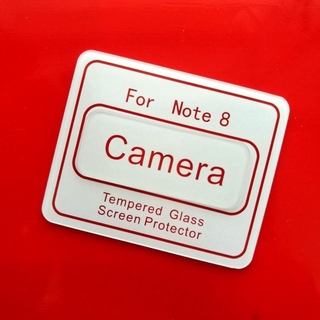 For Note 8
Camera
Tempered Glass
Screen Protector